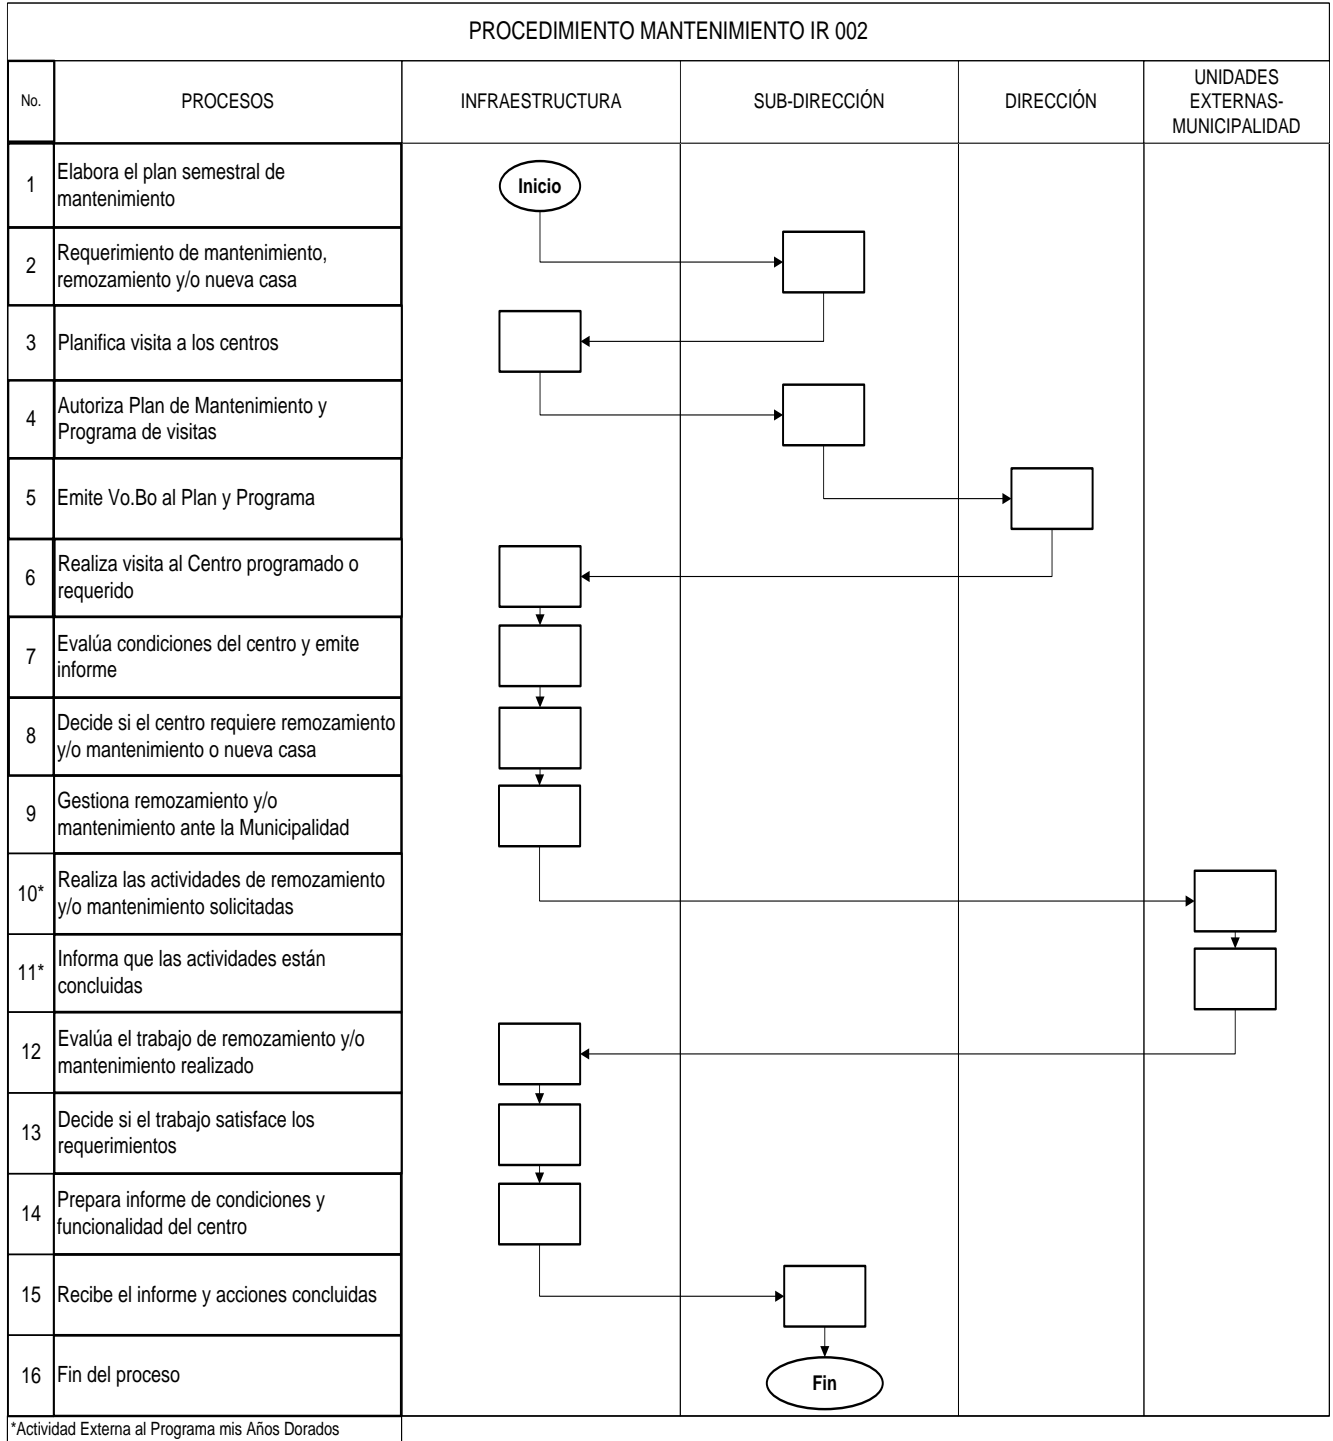 PROCEDIMIENTO MANTENIMIENTO IR 002
No.
PROCESOS
INFRAESTRUCTURA
SUB-DIRECCIÓN
DIRECCIÓN
UNIDADES
EXTERNAS-
MUNICIPALIDAD
1
Elabora el plan semestral de
mantenimiento
Inicio
2
Requerimiento de mantenimiento,
remozamiento y/o nueva casa
3
Planifica visita a los centros
4
Autoriza Plan de Mantenimiento y
Programa de visitas
5
Emite Vo.Bo al Plan y Programa
6
Realiza visita al Centro programado o
requerido
7
Evalúa condiciones del centro y emite
informe
8
Decide si el centro requiere remozamiento
y/o mantenimiento o nueva casa
9
Gestiona remozamiento y/o
mantenimiento ante la Municipalidad
10*
Realiza las actividades de remozamiento
y/o mantenimiento solicitadas
11*
Informa que las actividades están
concluidas
12
Evalúa el trabajo de remozamiento y/o
mantenimiento realizado
13
Decide si el trabajo satisface los
requerimientos
14
Prepara informe de condiciones y
funcionalidad del centro
15
Recibe el informe y acciones concluidas
16
Fin del proceso
Fin
*Actividad Externa al Programa mis Años Dorados